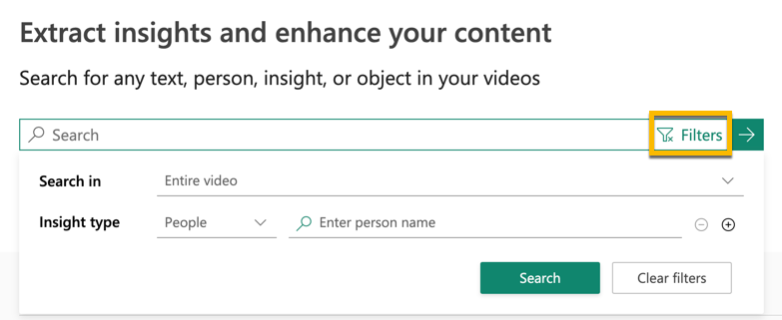 Extract insights and enhance your content
Search for any text, person, insight, or object in your videos
Search Filters
Search in Entire video
Insight type People Enter person name
Search Clear filters